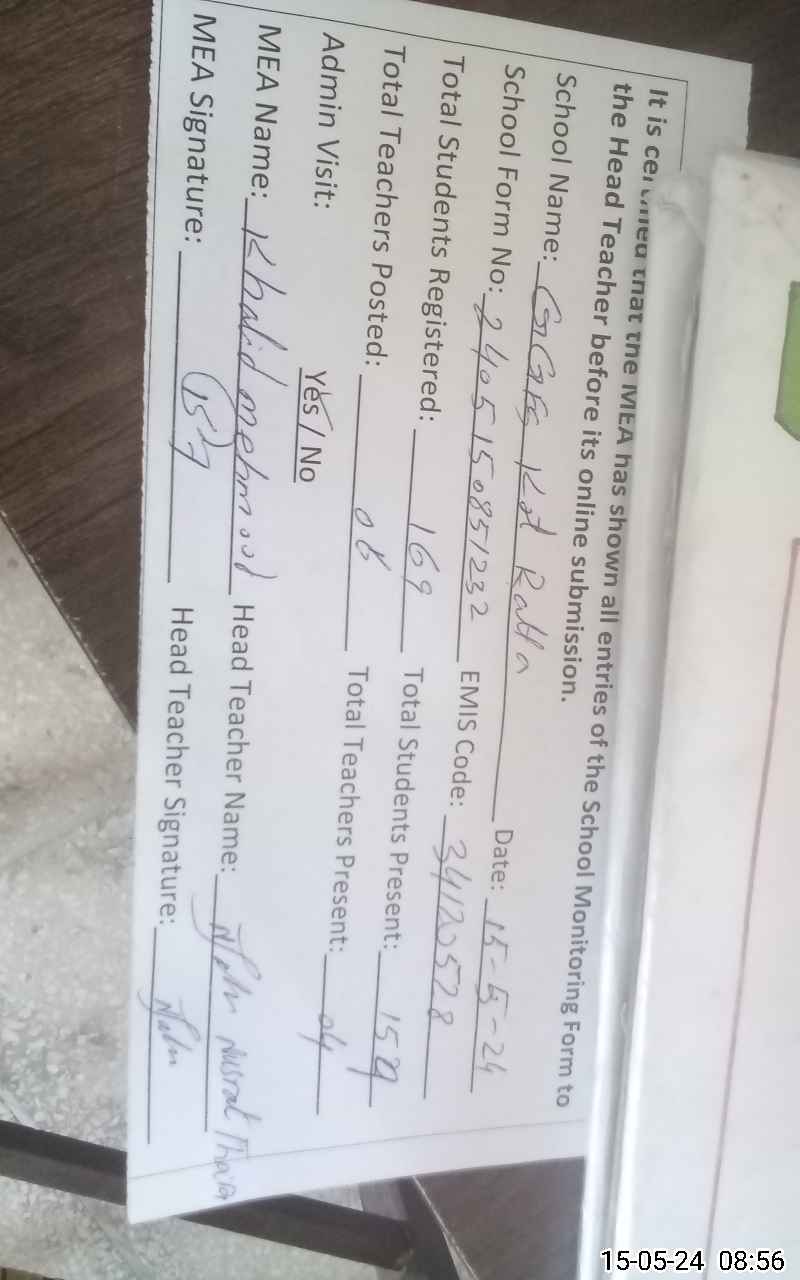 It is certified that the MEA has shown all entries of the School Monitoring Form to
the Head Teacher before its online submission.
School Name: GGES Kot Ratta Date: 15-5-24
School Form No: 2405150851232 EMIS Code: 34120578
Total Students Registered: 169 Total Students Present: 159
Total Teachers Posted: 06 Total Teachers Present: 04
Admin Visit: Yes / No
MEA Name: Khalid mehmood Head Teacher Name: Nusrat
MEA Signature: Head Teacher Signature:
15-05-24 08:56